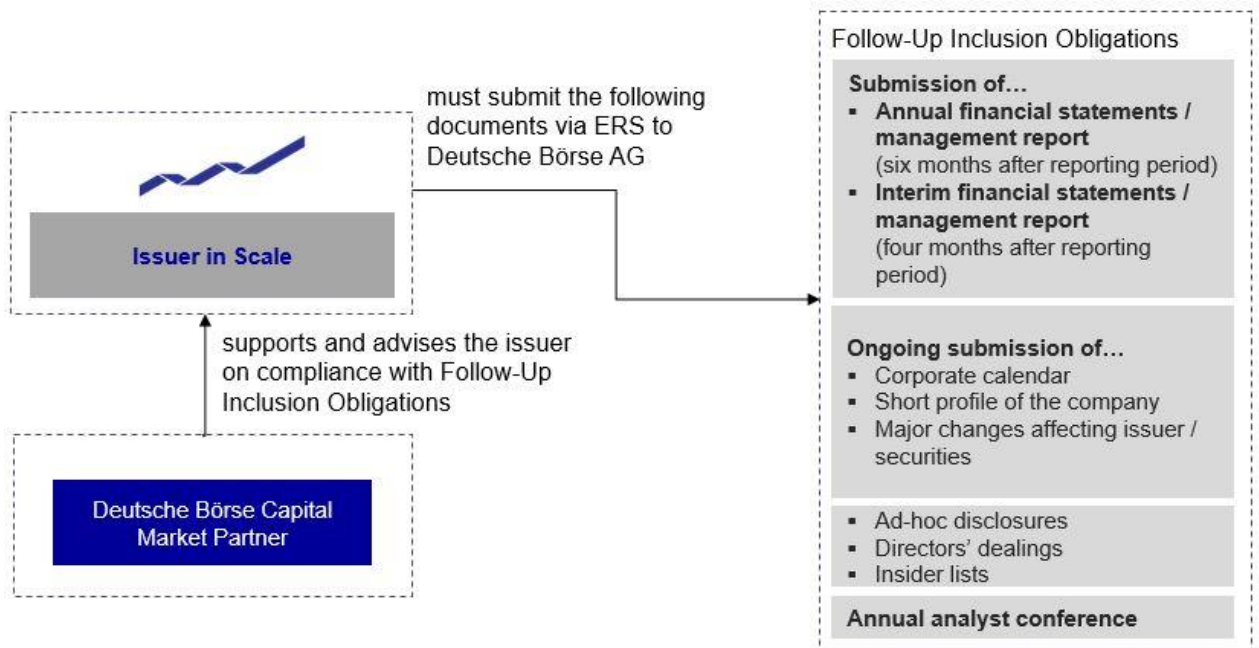 must submit the following
documents via ERS to
Deutsche Börse AG
Issuer in Scale
supports and advises the issuer
on compliance with Follow-Up
Inclusion Obligations
Deutsche Börse Capital
Market Partner
Follow-Up Inclusion Obligations
Submission of…
▪ Annual financial statements /
management report
(six months after reporting period)
▪ Interim financial statements /
management report
(four months after reporting
period)
Ongoing submission of…
▪ Corporate calendar
▪ Short profile of the company
▪ Major changes affecting issuer /
securities
▪ Ad-hoc disclosures
▪ Directors’ dealings
▪ Insider lists
Annual analyst conference